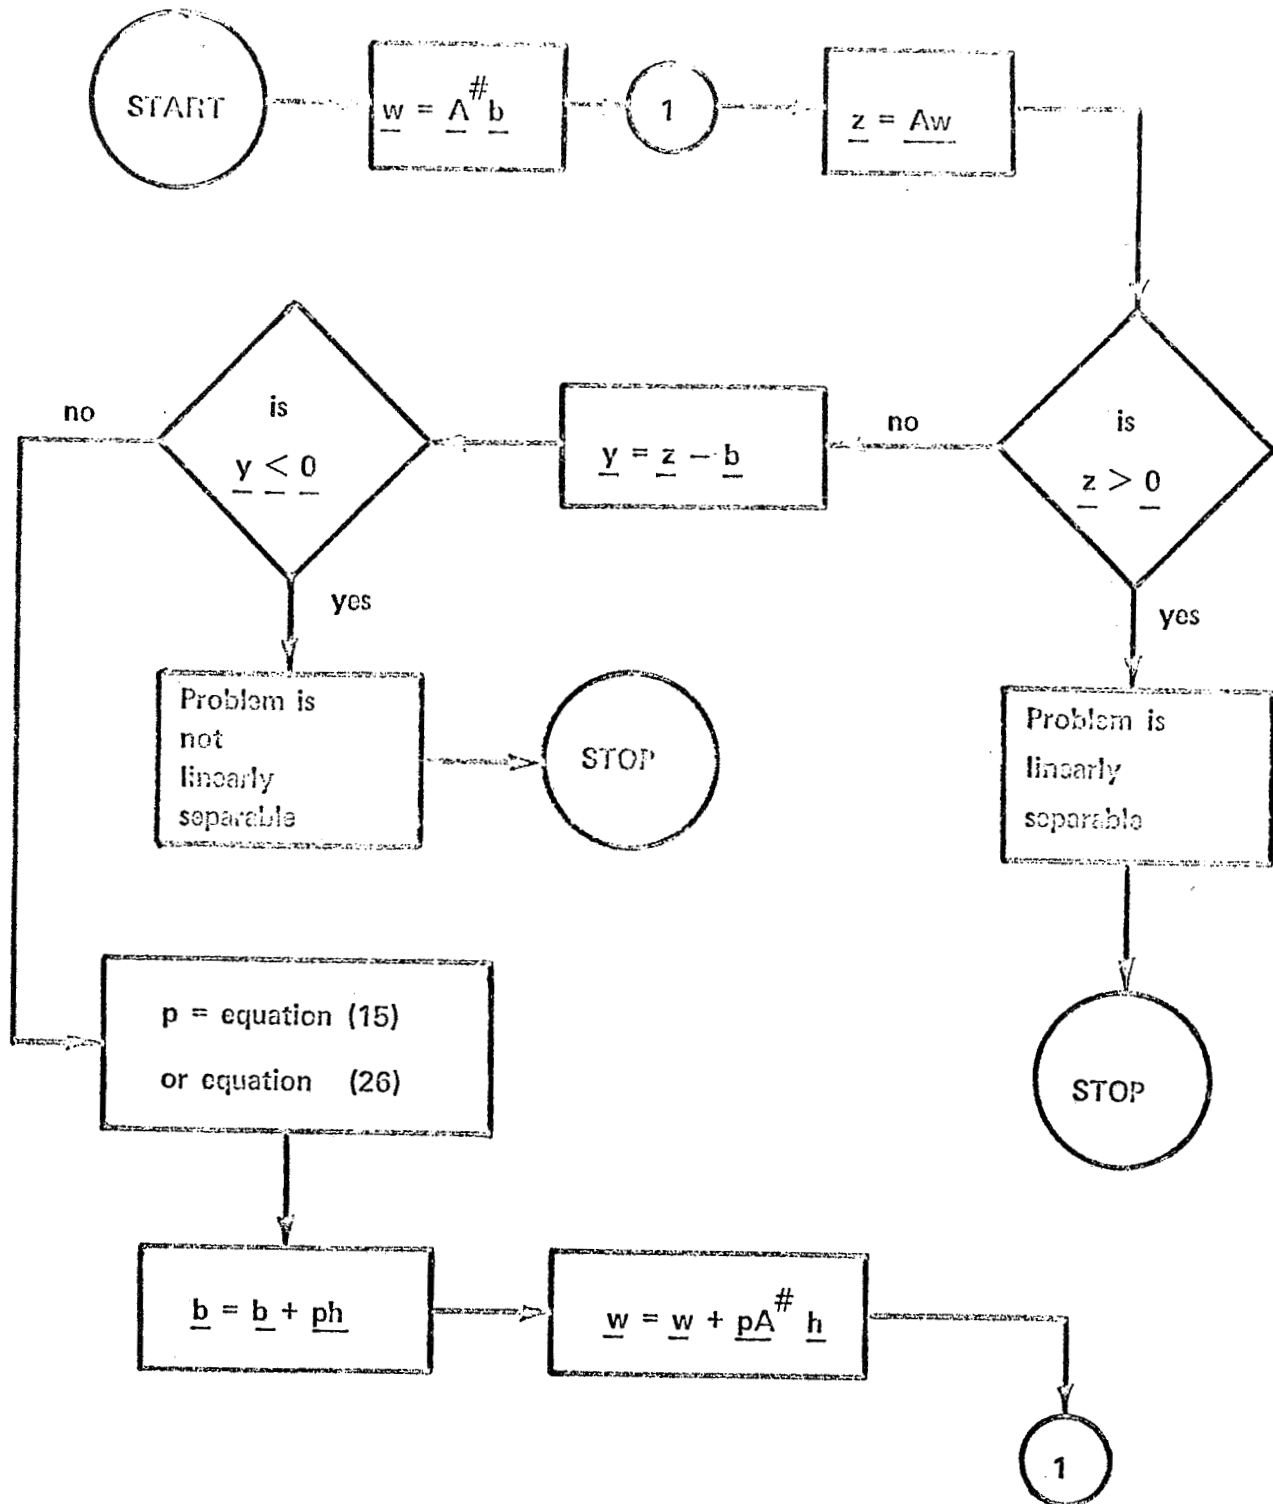 START
w = A# b
1
z = Aw
is
z > 0
no
yes
y = z – b
is
y < 0
no
yes
Problem is
not
linearly
separable
STOP
Problem is
linearly
separable
STOP
p = equation (15)
or equation (26)
b = b + ph
w = w + pA# h
1